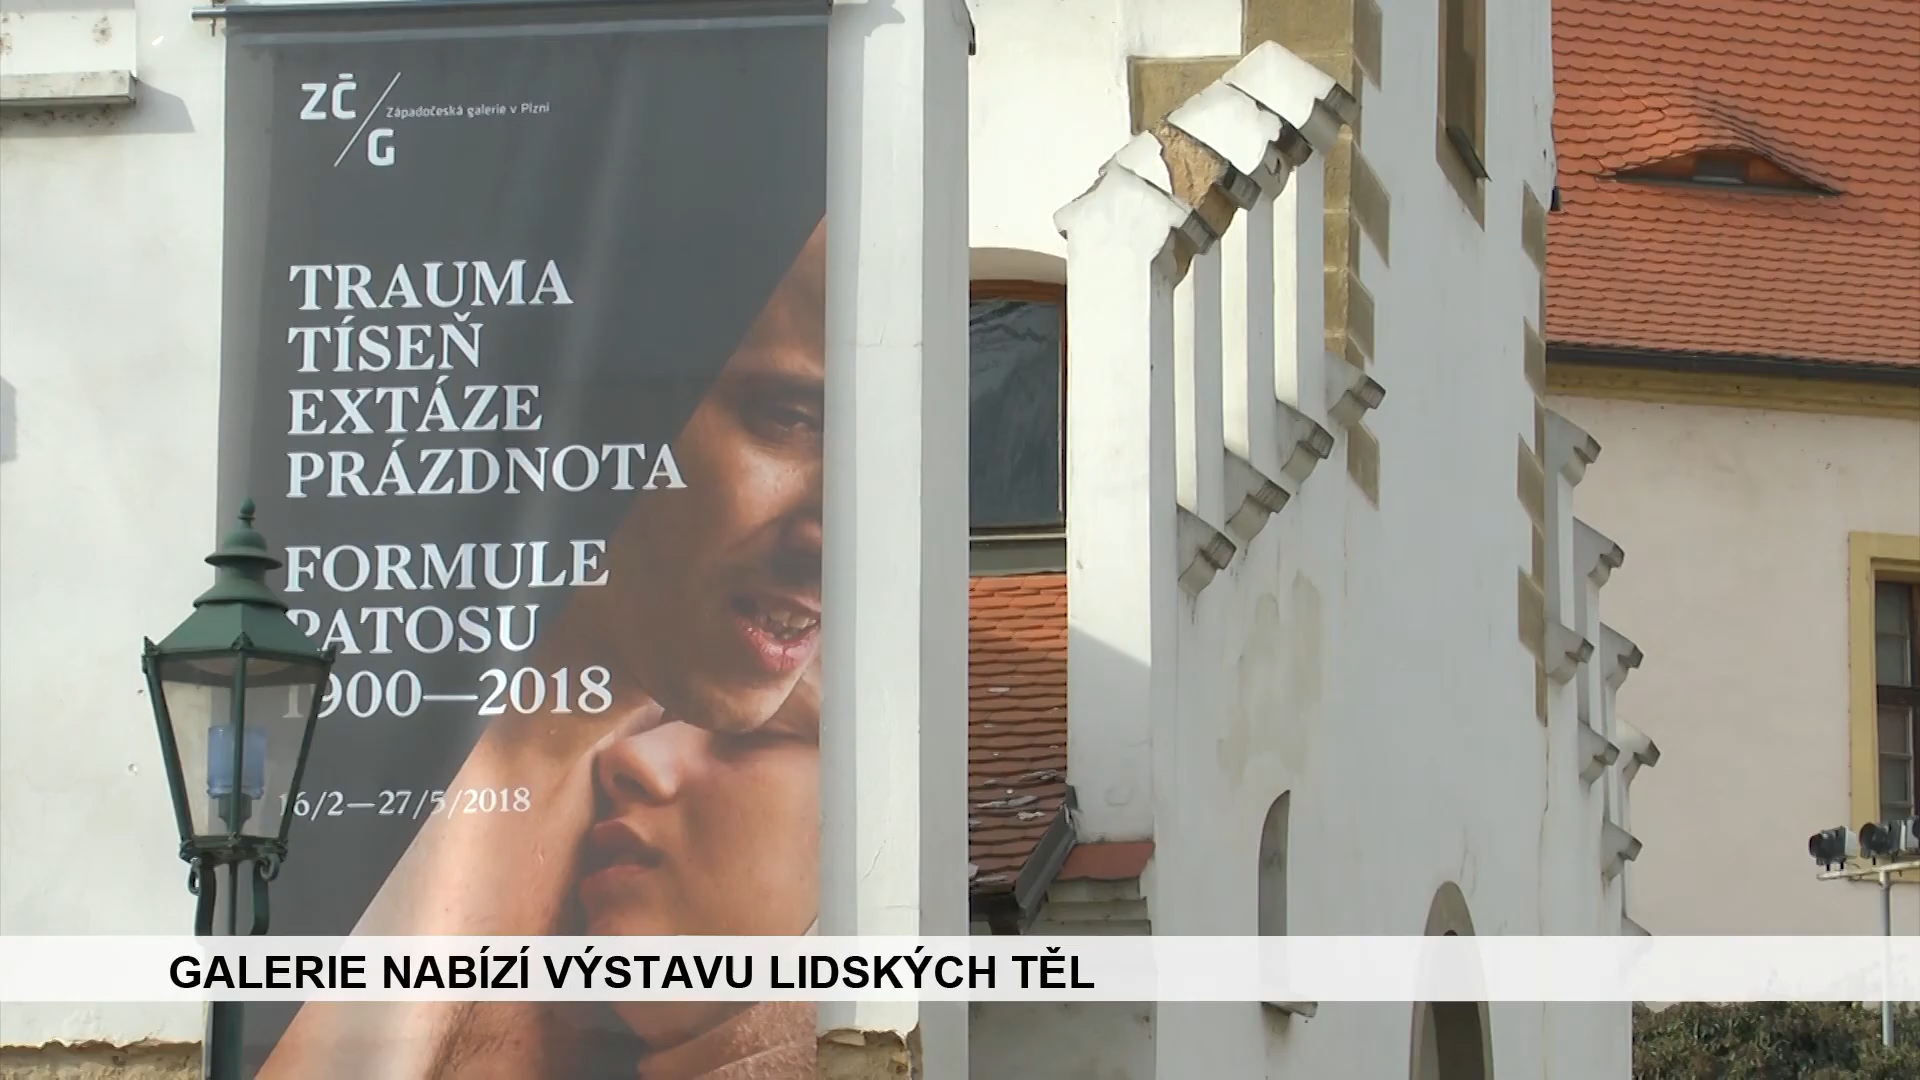 ZČ
G
Západočeská galerie v Plzni
TRAUMA
TÍSEŇ
EXTÁZE
PRÁZDNOTA
FORMULE
PATOSU
1900—2018
16/2—27/5/2018
GALERIE NABÍZÍ VÝSTAVU LIDSKÝCH TĚL